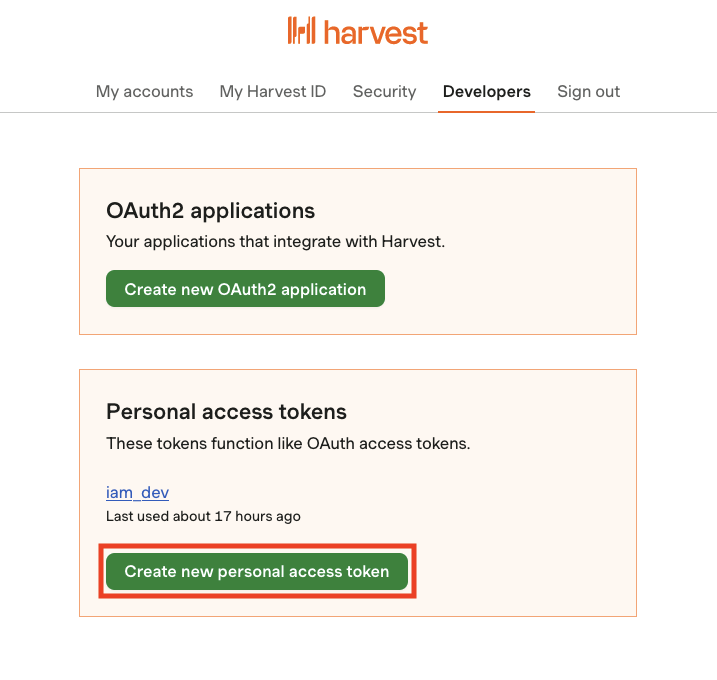 harvest
My accounts My Harvest ID Security Developers Sign out
OAuth2 applications
Your applications that integrate with Harvest.
Create new OAuth2 application
Personal access tokens
These tokens function like OAuth access tokens.
iam_dev
Last used about 17 hours ago
Create new personal access token